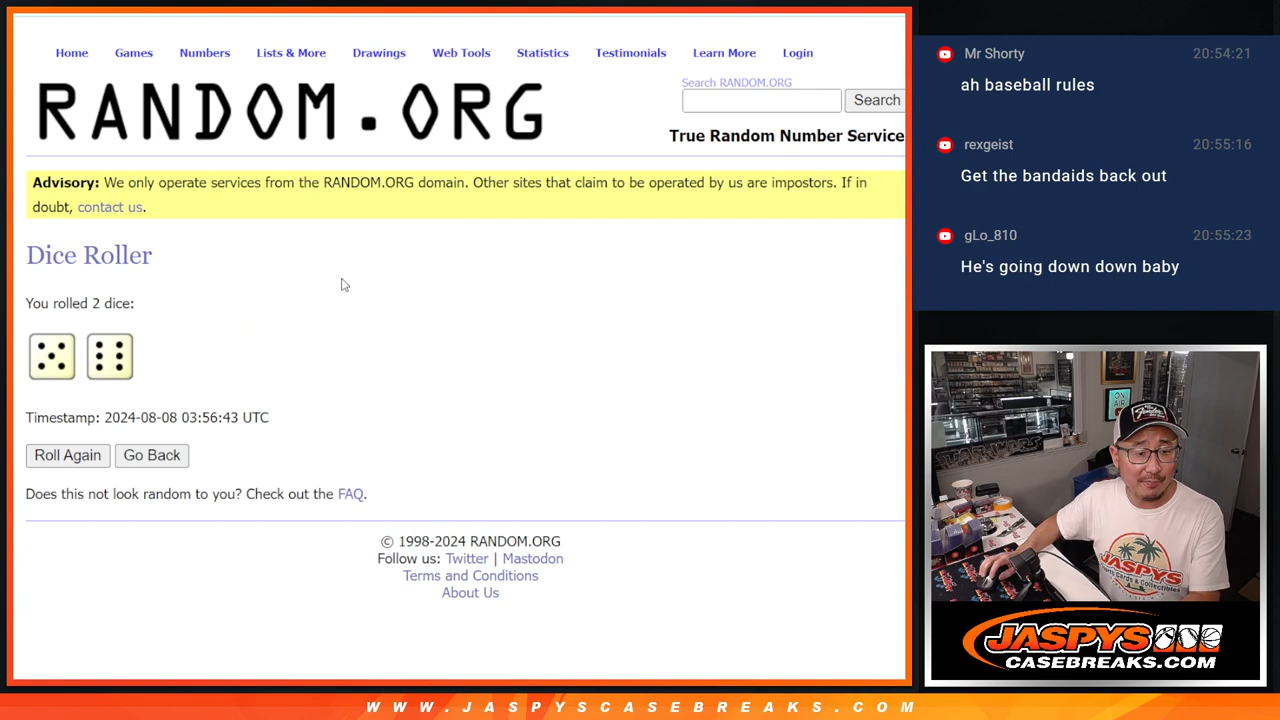 Home Games Numbers Lists & More Drawings Web Tools Statistics Testimonials Learn More Login
RANDOM.ORG
Search RANDOM.ORG
Search
True Random Number Service
Advisory: We only operate services from the RANDOM.ORG domain. Other sites that claim to be operated by us are impostors. If in
doubt, contact us.
Dice Roller
You rolled 2 dice:
Timestamp: 2024-08-08 03:56:43 UTC
Roll Again Go Back
Does this not look random to you? Check out the FAQ.
© 1998-2024 RANDOM.ORG
Follow us: Twitter | Mastodon
Terms and Conditions
About Us
Mr Shorty 20:54:21
ah baseball rules
rexgeist 20:55:16
Get the bandaids back out
gLo_810 20:55:23
He's going down down baby
ON AIR
STAR WARS
Fender
JASPYS
JASPYS
CASEBREAKS.COM
WWW.JASPYSCASEBREAKS.COM